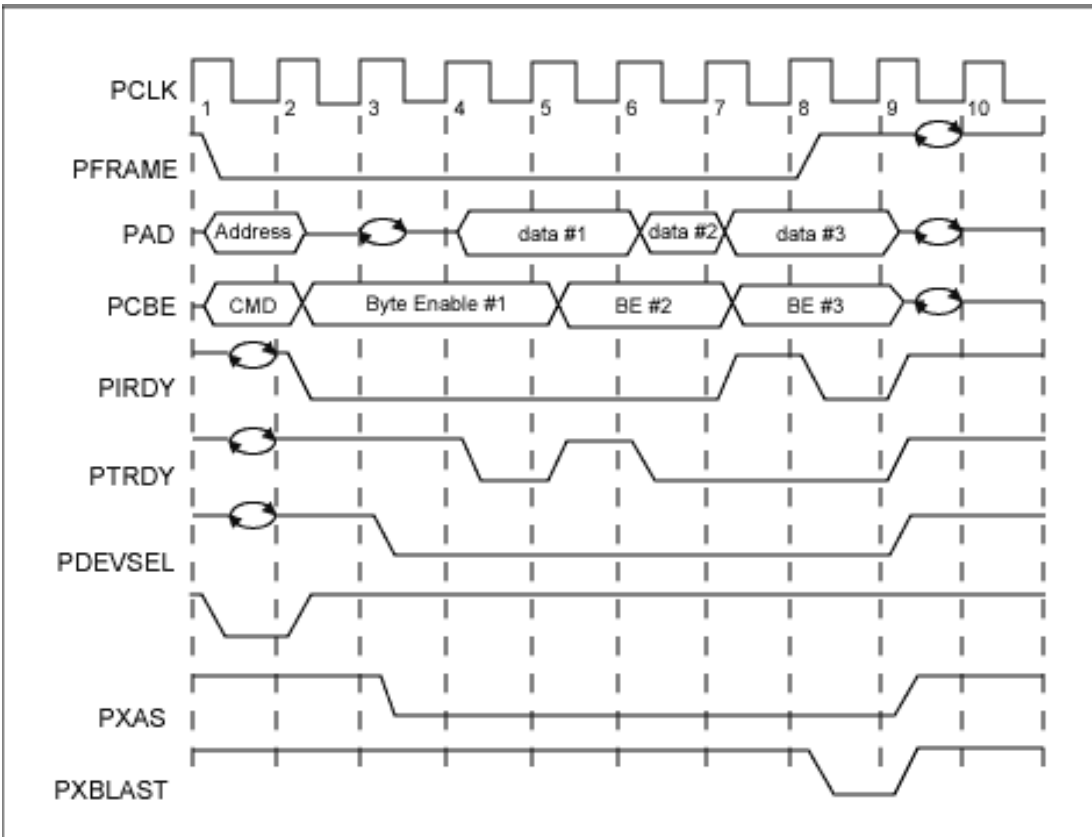 PCLK
1 2 3 4 5 6 7 8 9 10
PFRAME
PAD Address data #1 data #2 data #3
PCBE CMD Byte Enable #1 BE #2 BE #3
PIRDY
PTRDY
PDEVSEL
PXAS
PXBLAST